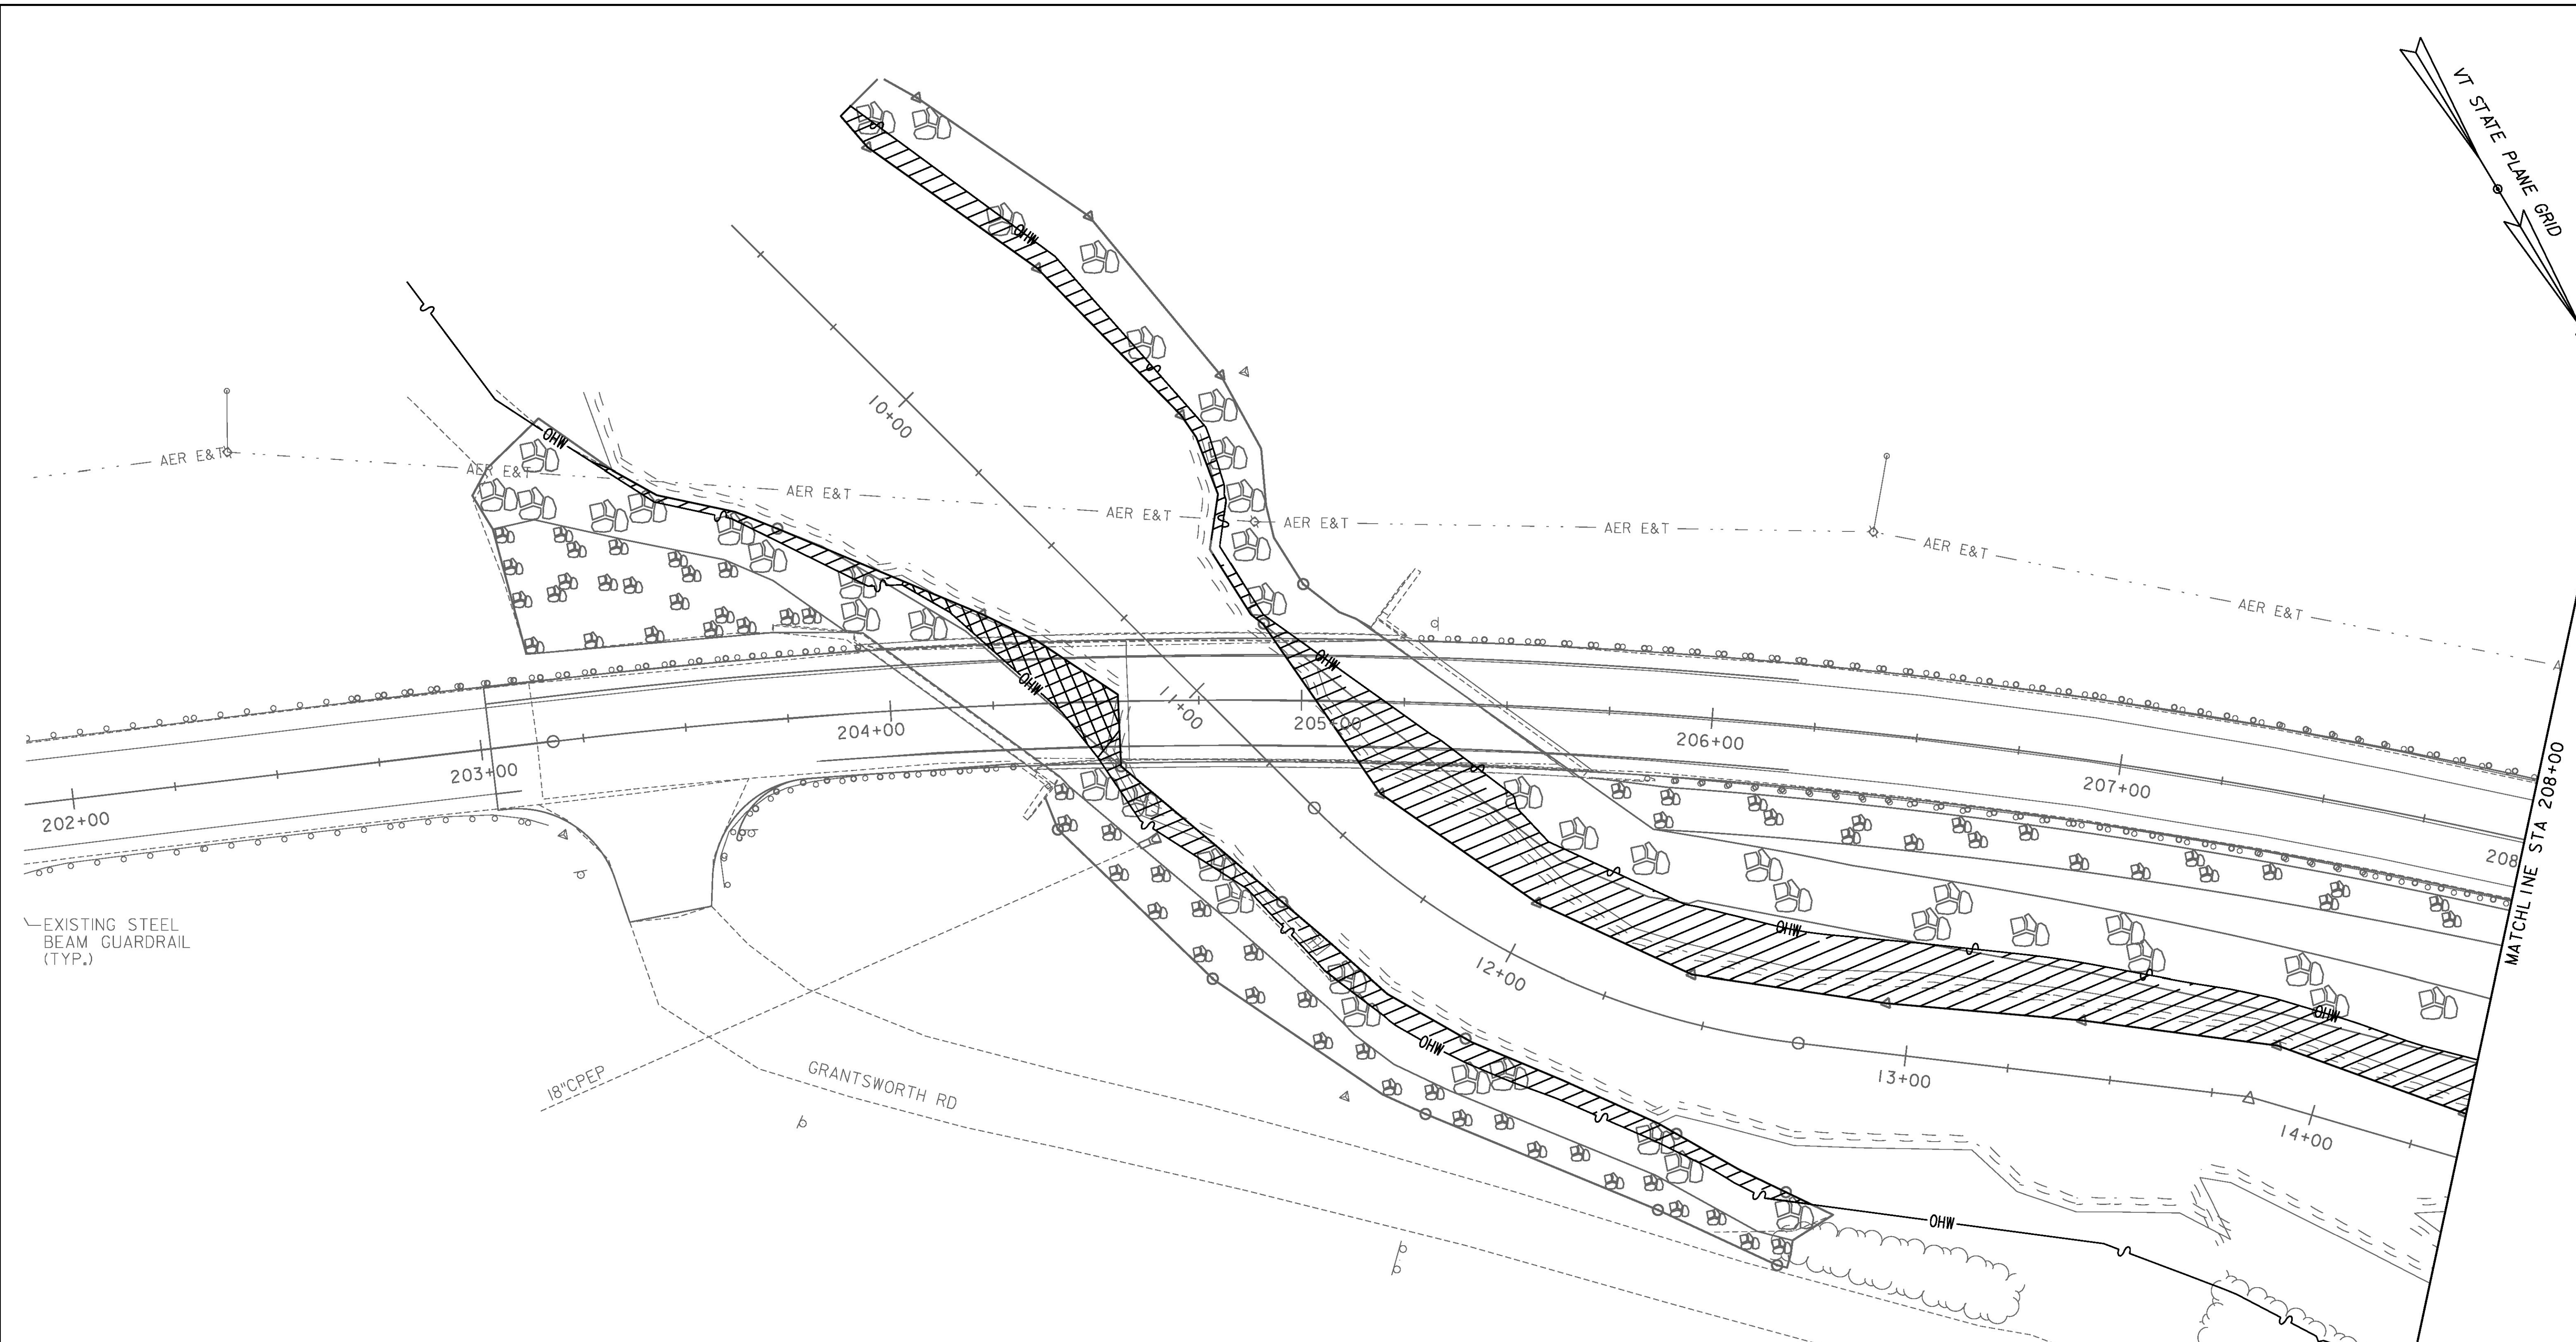 VT STATE PLANE GRID
OHW
10+00
OHW
AER E&T
AER E&T
AER E&T
AER E&T
AER E&T
AER E&T
AER E&T
AER E&T
A
OHW
OHW
11+00
205+00
204+00
206+00
203+00
207+00
202+00
208
MATCHLINE STA 208+00
EXISTING STEEL
BEAM GUARDRAIL
(TYP.)
OHW
12+00
OHW
OHW
13+00
18"CPEP
GRANTSWORTH RD
14+00
OHW